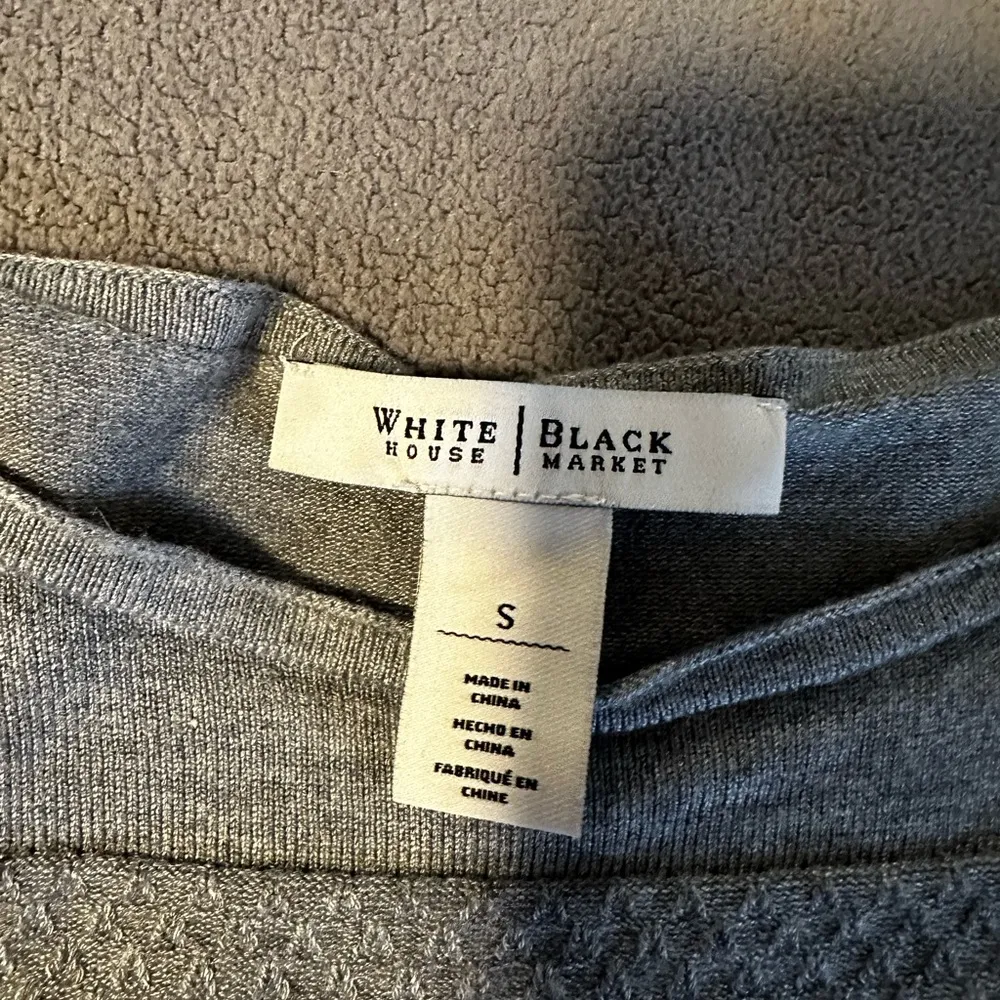 WHITE | BLACK
HOUSE | MARKET
S
MADE IN
CHINA
HECHO EN
CHINA
FABRIQUÉ EN
CHINE